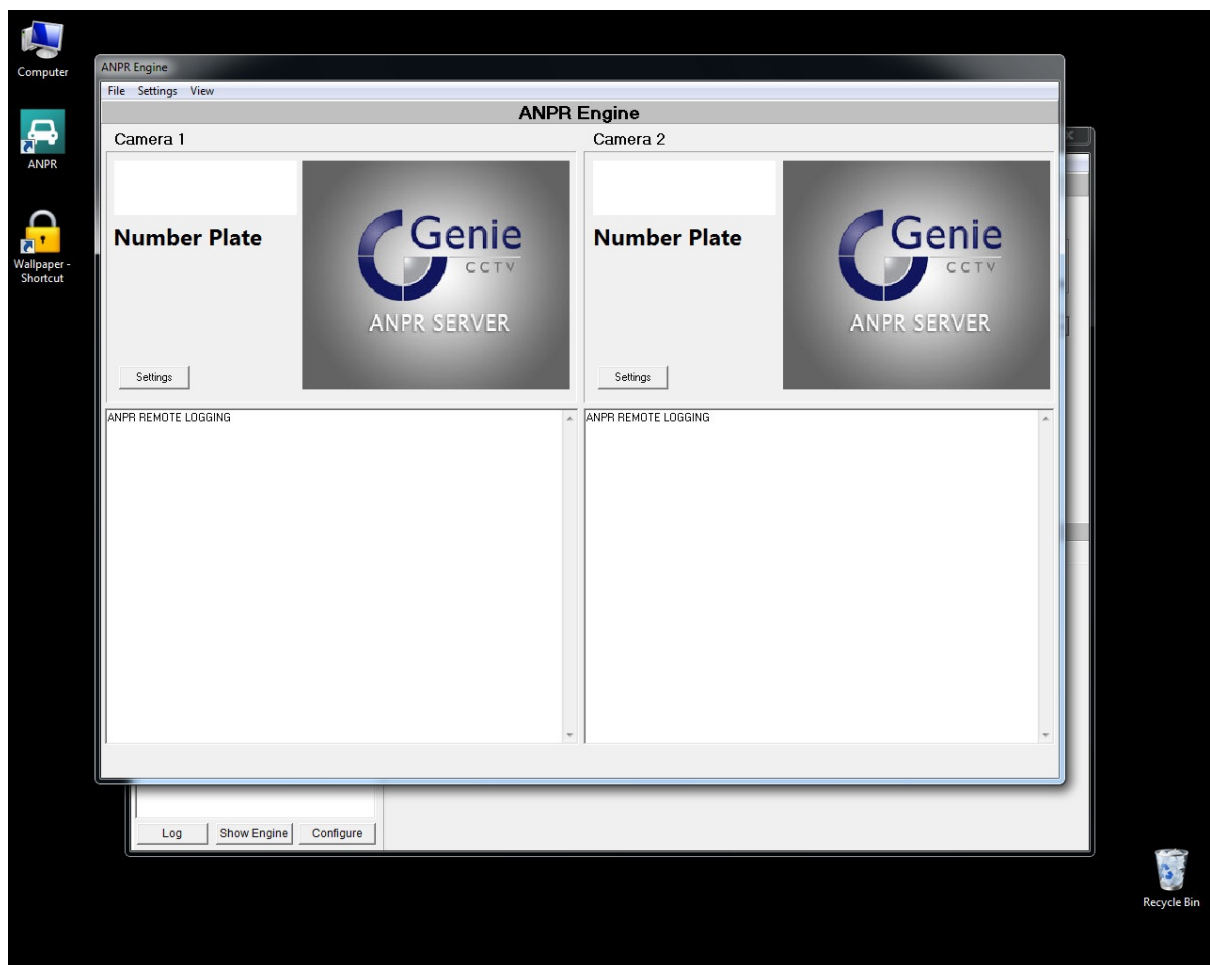 Computer
ANPR
Wallpaper -
Shortcut
ANPR Engine
File Settings View
ANPR Engine
Camera 1
Number Plate
Genie
CCTV
ANPR SERVER
Settings
ANPR REMOTE LOGGING
Camera 2
Number Plate
Genie
CCTV
ANPR SERVER
Settings
ANPR REMOTE LOGGING
Log Show Engine Configure
Recycle Bin